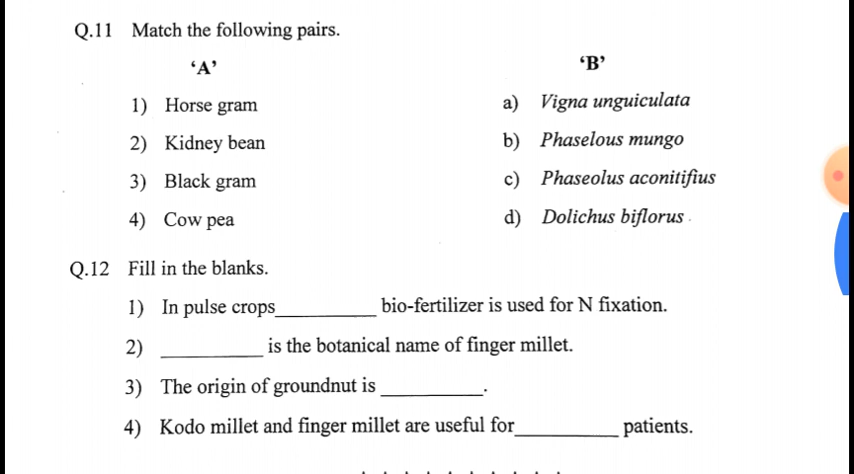 Q.11 Match the following pairs.
‘A’ ‘B’
1) Horse gram a) Vigna unguiculata
2) Kidney bean b) Phaselous mungo
3) Black gram c) Phaseolus aconitifius
4) Cow pea d) Dolichus biflorus
Q.12 Fill in the blanks.
1) In pulse crops__________ bio-fertilizer is used for N fixation.
2) __________ is the botanical name of finger millet.
3) The origin of groundnut is __________.
4) Kodo millet and finger millet are useful for__________ patients.